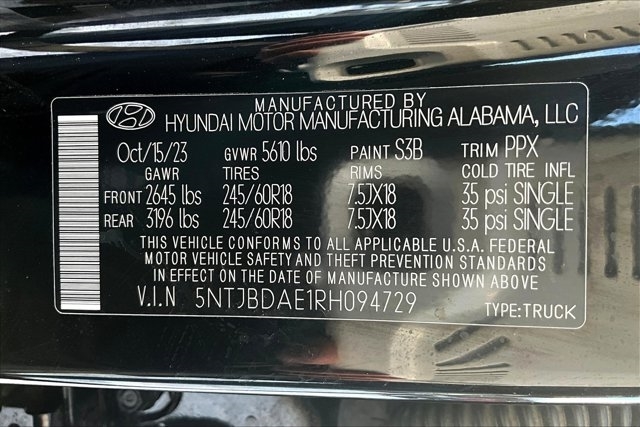 MANUFACTURED BY
HYUNDAI MOTOR MANUFACTURING ALABAMA, LLC
Oct/15/23 GVWR 5610 lbs PAINT S3B TRIM PPX
GAWR TIRES RIMS COLD TIRE INFL
FRONT 2645 lbs 245/60R18 7.5JX18 35 psi SINGLE
REAR 3196 lbs 245/60R18 7.5JX18 35 psi SINGLE
THIS VEHICLE CONFORMS TO ALL APPLICABLE U.S.A. FEDERAL
MOTOR VEHICLE SAFETY AND THEFT PREVENTION STANDARDS
IN EFFECT ON THE DATE OF MANUFACTURE SHOWN ABOVE
V.I.N 5NTJBDAE1RH094729 TYPE:TRUCK